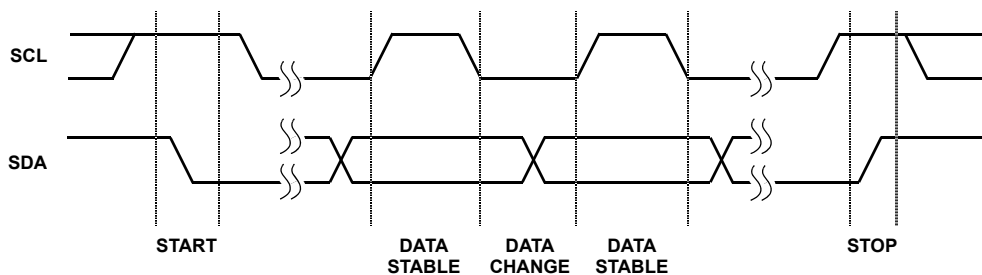 SCL
SDA
START
DATA
STABLE
DATA
CHANGE
DATA
STABLE
STOP